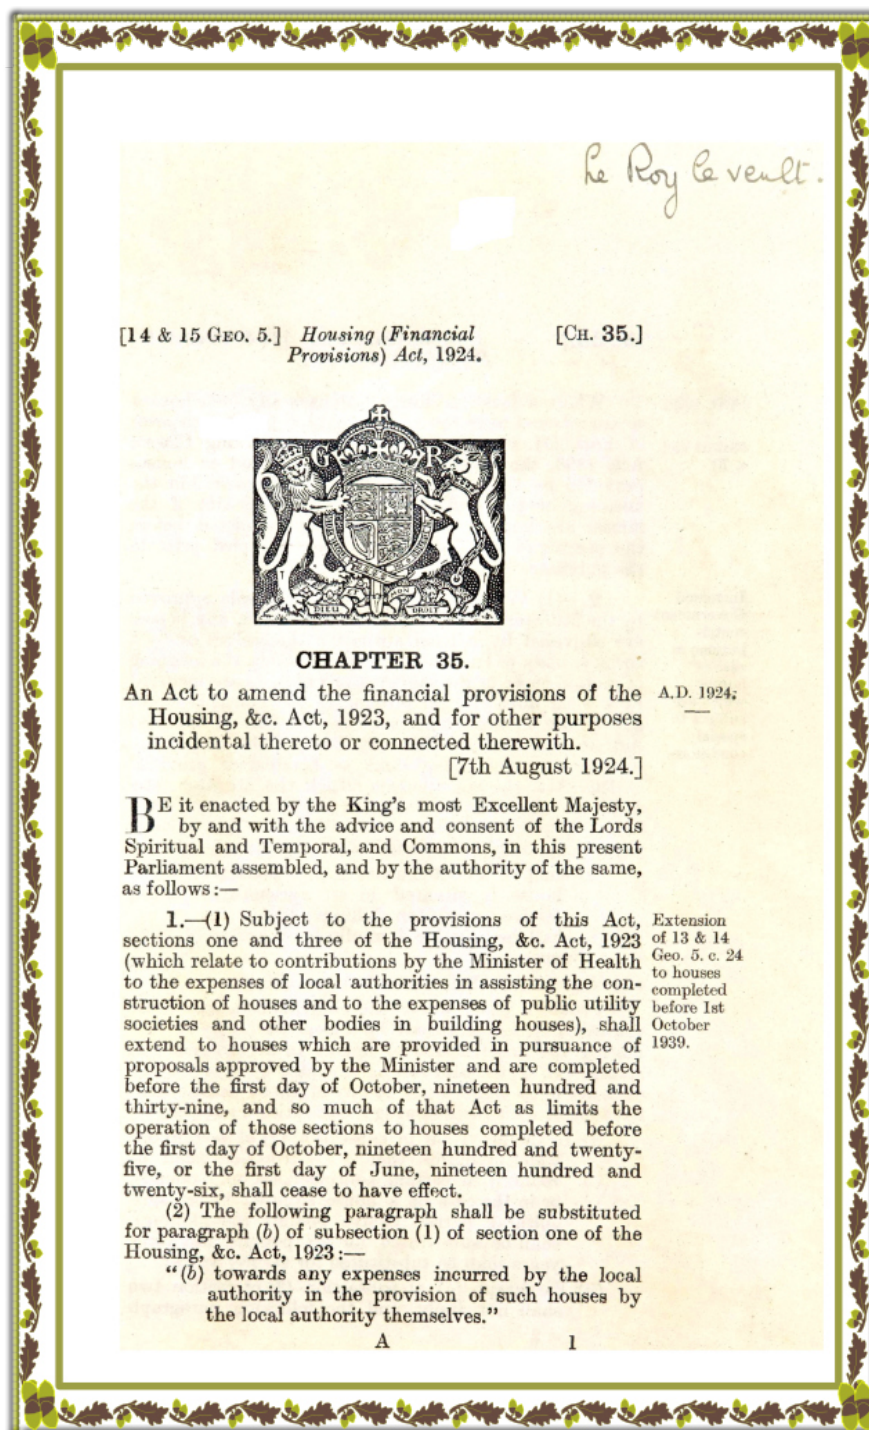 Le Roy le veult.
[14 & 15 GEO. 5.] Housing (Financial [CH. 35.]
Provisions) Act, 1924.
G R
DIEU ET MON DROIT
CHAPTER 35.
An Act to amend the financial provisions of the A.D. 1924.
Housing, &c. Act, 1923, and for other purposes
incidental thereto or connected therewith.
[7th August 1924.]
BE it enacted by the King's most Excellent Majesty,
by and with the advice and consent of the Lords
Spiritual and Temporal, and Commons, in this present
Parliament assembled, and by the authority of the same,
as follows:—
1.—(1) Subject to the provisions of this Act,
sections one and three of the Housing, &c. Act, 1923
(which relate to contributions by the Minister of Health
to the expenses of local authorities in assisting the con-
struction of houses and to the expenses of public utility
societies and other bodies in building houses), shall
extend to houses which are provided in pursuance of
proposals approved by the Minister and are completed
before the first day of October, nineteen hundred and
thirty-nine, and so much of that Act as limits the
operation of those sections to houses completed before
the first day of October, nineteen hundred and twenty-
five, or the first day of June, nineteen hundred and
twenty-six, shall cease to have effect.
Extension
of 13 & 14
Geo. 5. c. 24
to houses
completed
before 1st
October
1939.
(2) The following paragraph shall be substituted
for paragraph (b) of subsection (1) of section one of the
Housing, &c. Act, 1923:—
"(b) towards any expenses incurred by the local
authority in the provision of such houses by
the local authority themselves."
A 1